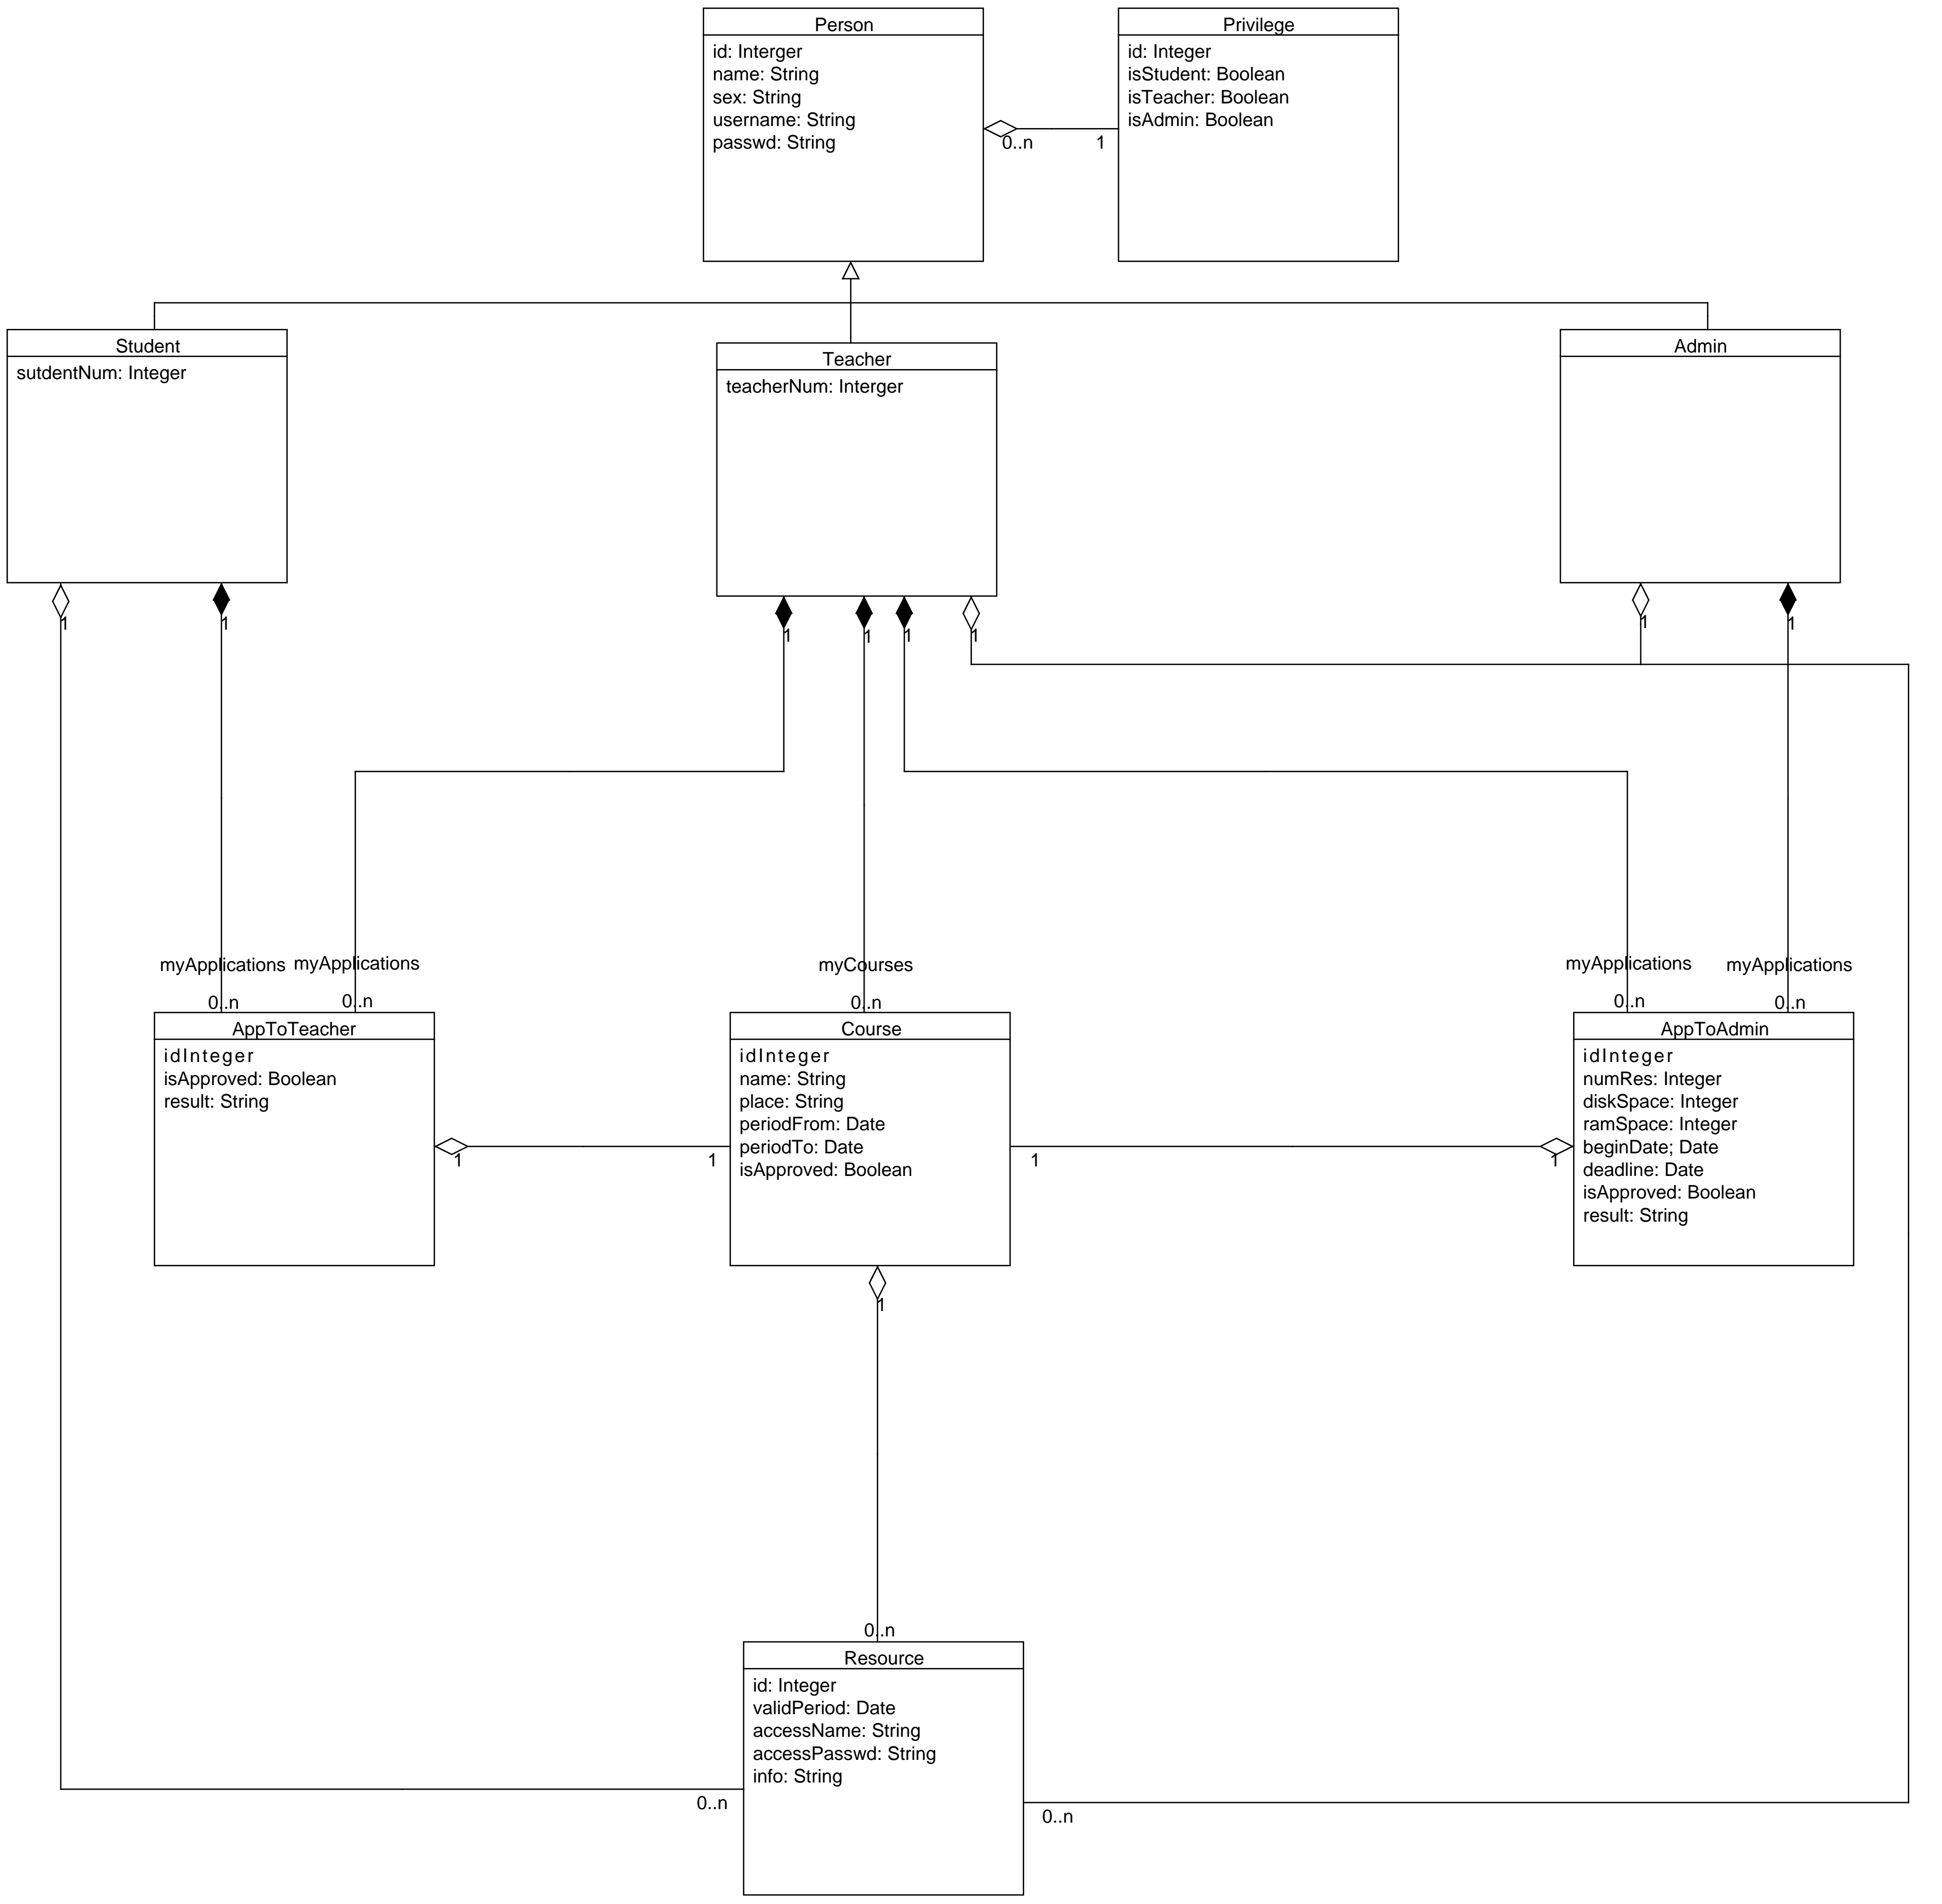 Person
id: Interger
name: String
sex: String
username: String
passwd: String
Privilege
id: Integer
isStudent: Boolean
isTeacher: Boolean
isAdmin: Boolean
0..n
1
Student
sutdentNum: Integer
Teacher
teacherNum: Interger
Admin
1
1
1
1
1
1
1
1
myApplications
myApplications
myCourses
myApplications
myApplications
0..n
0..n
0..n
0..n
0..n
AppToTeacher
idInteger
isApproved: Boolean
result: String
Course
idInteger
name: String
place: String
periodFrom: Date
periodTo: Date
isApproved: Boolean
AppToAdmin
idInteger
numRes: Integer
diskSpace: Integer
ramSpace: Integer
beginDate; Date
deadline: Date
isApproved: Boolean
result: String
1
1
1
1
1
0..n
Resource
id: Integer
validPeriod: Date
accessName: String
accessPasswd: String
info: String
0..n
0..n